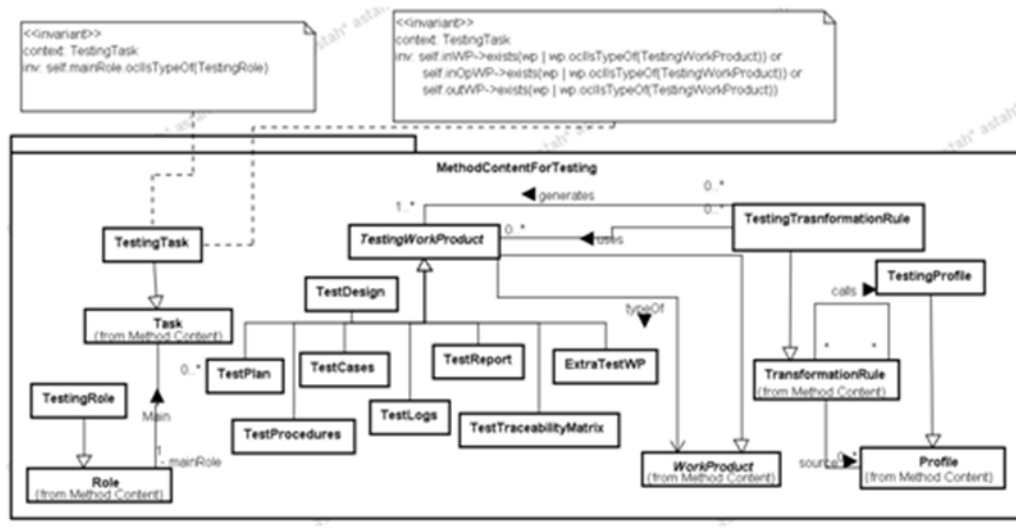 <<invariant>>
context: TestingTask
inv: self.mainRole.oclIsTypeOf(TestingRole)
<<invariant>>
context: TestingTask
inv: self.inWP->exists(wp | wp.oclIsTypeOf(TestingWorkProduct)) or
self.inOpWP->exists(wp | wp.oclIsTypeOf(TestingWorkProduct)) or
self.outWP->exists(wp | wp.oclIsTypeOf(TestingWorkProduct))
astah*
astah*
astah*
MethodContentForTesting
generates
0..*
1..*
0..*
TestingTrasnformationRule
0..*
uses
TestingTask
TestingWorkProduct
TestingProfile
TestDesign
calls
typeOf
Task
(from Method Content)
* *
0..*
TestPlan
TestCases
TestReport
ExtraTestWP
TransformationRule
(from Method Content)
TestingRole
Main
TestLogs
TestProcedures
TestTraceabilityMatrix
1
- mainRole
source
0..*
Role
(from Method Content)
WorkProduct
(from Method Content)
Profile
(from Method Content)